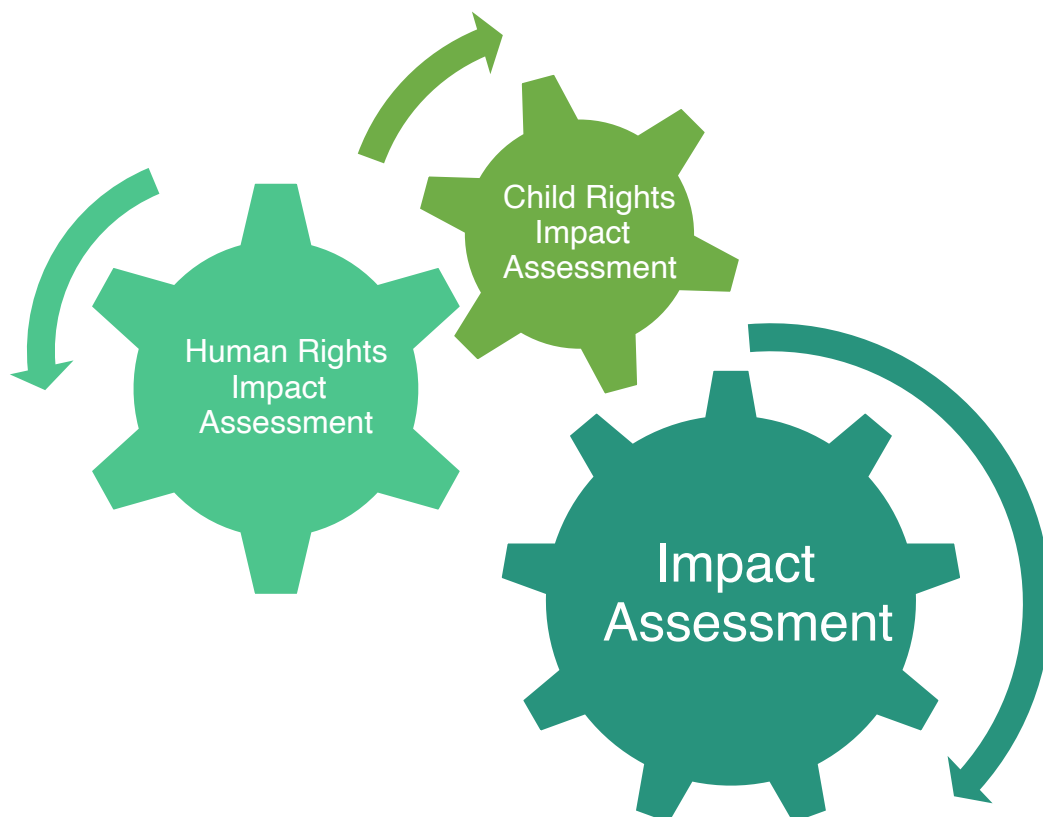 Child Rights
Impact
Assessment
Human Rights
Impact
Assessment
Impact
Assessment